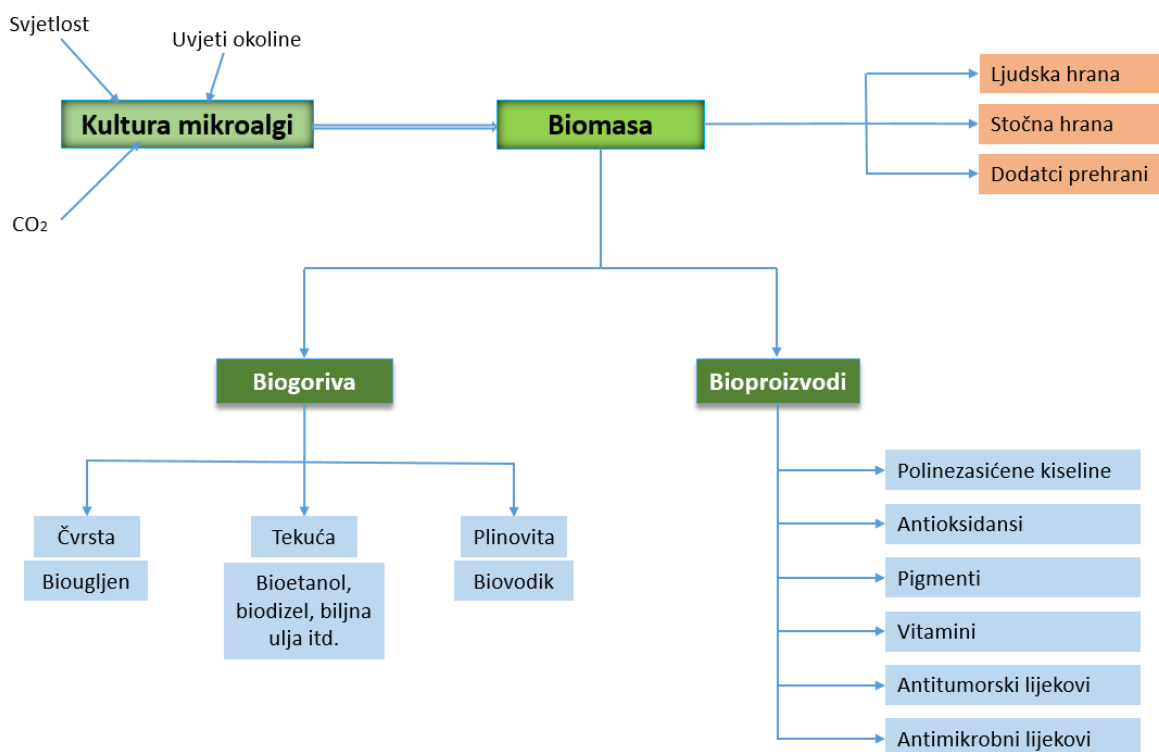 Svjetlost
Uvjeti okoline
Kultura mikroalgi
CO₂
Biomasa
Ljudska hrana
Stočna hrana
Dodatci prehrani
Biogoriva
Bioproizvodi
Čvrsta
Biougljen
Tekuća
Bioetanol,
biodizel, biljna
ulja itd.
Plinovita
Biovodik
Polinezasićene kiseline
Antioksidansi
Pigmenti
Vitamini
Antitumorski lijekovi
Antimikrobni lijekovi